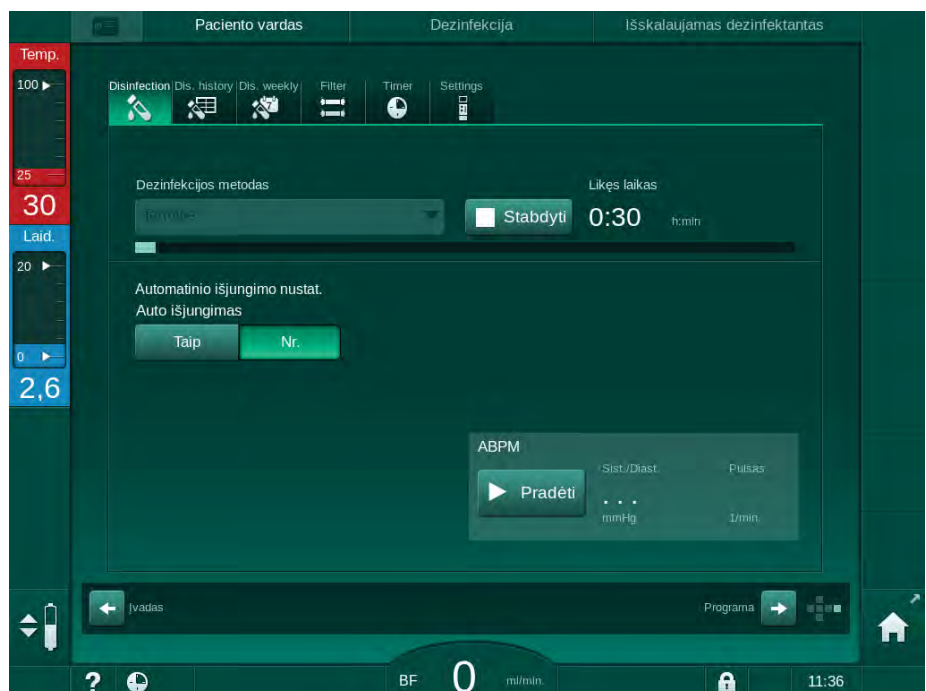 Paciento vardas Dezinfekcija Išskalaujamas dezinfektantas
Temp.
100
25
30
Laid.
20
0
2,6
Disinfection Dis. history Dis. weekly Filter Timer Settings
7
Dezinfekcijos metodas Likęs laikas
Stabdyti 0:30 h:min
Automatinio išjungimo nustat.
Auto išjungimas
Taip Nr.
ABPM
Sist./Diast. Pulsas
Pradėti . . .
mmHg 1/min.
Įvadas Programa
? BF 0 ml/min. 11:36